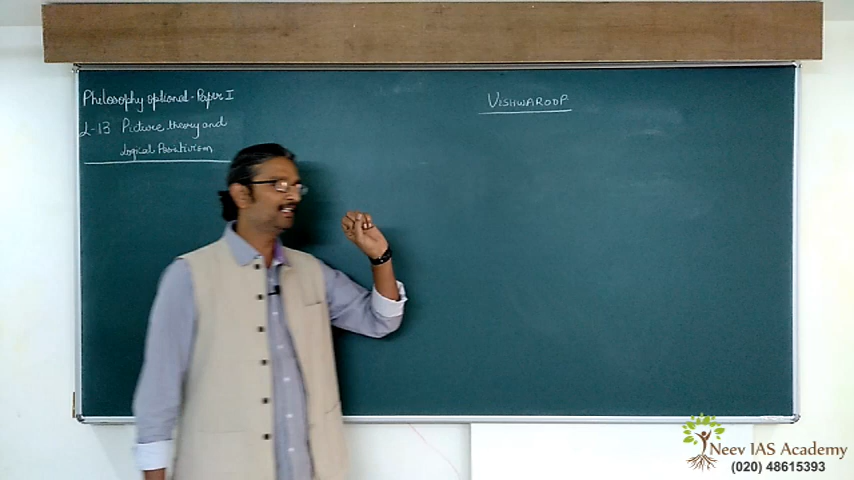 Philosophy optional - Paper I
L-13 Picture theory and
Logical Positivism
VISHWAROOP
Neev IAS Academy
(020) 48615393